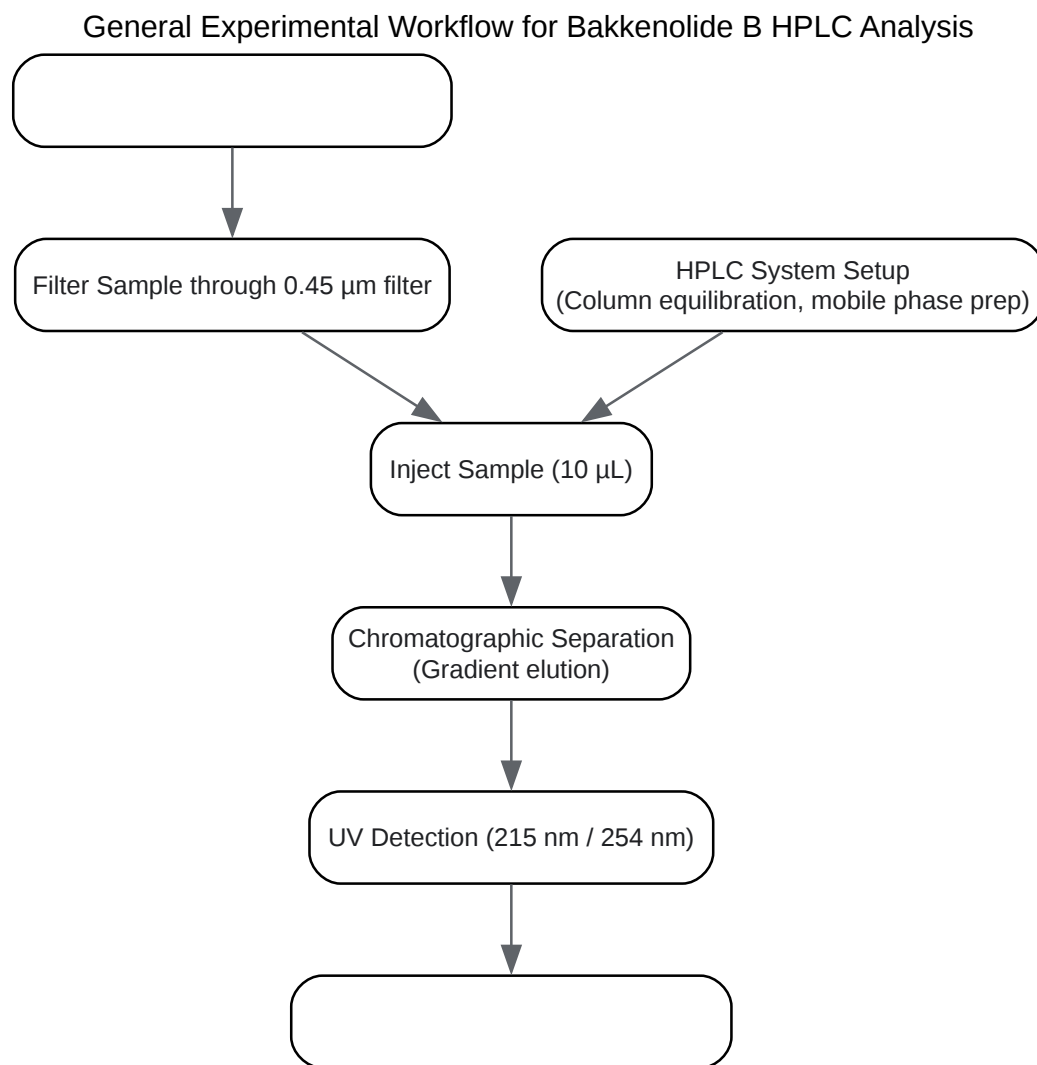 General Experimental Workflow for Bakkenolide B HPLC Analysis
Filter Sample through 0.45 µm filter
HPLC System Setup
(Column equilibration, mobile phase prep)
Inject Sample (10 µL)
Chromatographic Separation
(Gradient elution)
UV Detection (215 nm / 254 nm)